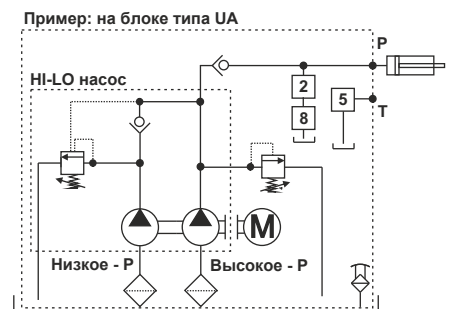 Пример: на блоке типа UA
P
HI-LO насос
2
5
8
T
M
Низкое - P
Высокое - P